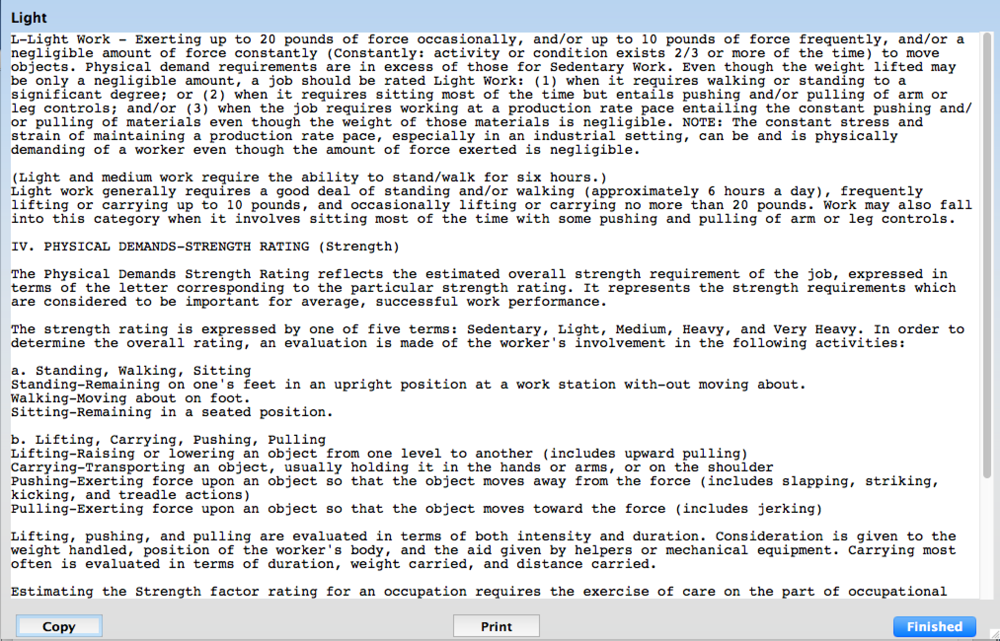 Light
L-Light Work - Exerting up to 20 pounds of force occasionally, and/or up to 10 pounds of force frequently, and/or a
negligible amount of force constantly (Constantly: activity or condition exists 2/3 or more of the time) to move
objects. Physical demand requirements are in excess of those for Sedentary Work. Even though the weight lifted may
be only a negligible amount, a job should be rated Light Work: (1) when it requires walking or standing to a
significant degree; or (2) when it requires sitting most of the time but entails pushing and/or pulling of arm or
leg controls; and/or (3) when the job requires working at a production rate pace entailing the constant pushing and/
or pulling of materials even though the weight of those materials is negligible. NOTE: The constant stress and
strain of maintaining a production rate pace, especially in an industrial setting, can be and is physically
demanding of a worker even though the amount of force exerted is negligible.
(Light and medium work require the ability to stand/walk for six hours.)
Light work generally requires a good deal of standing and/or walking (approximately 6 hours a day), frequently
lifting or carrying up to 10 pounds, and occasionally lifting or carrying no more than 20 pounds. Work may also fall
into this category when it involves sitting most of the time with some pushing and pulling of arm or leg controls.
IV. PHYSICAL DEMANDS-STRENGTH RATING (Strength)
The Physical Demands Strength Rating reflects the estimated overall strength requirement of the job, expressed in
terms of the letter corresponding to the particular strength rating. It represents the strength requirements which
are considered to be important for average, successful work performance.
The strength rating is expressed by one of five terms: Sedentary, Light, Medium, Heavy, and Very Heavy. In order to
determine the overall rating, an evaluation is made of the worker's involvement in the following activities:
a. Standing, Walking, Sitting
Standing-Remaining on one's feet in an upright position at a work station with-out moving about.
Walking-Moving about on foot.
Sitting-Remaining in a seated position.
b. Lifting, Carrying, Pushing, Pulling
Lifting-Raising or lowering an object from one level to another (includes upward pulling)
Carrying-Transporting an object, usually holding it in the hands or arms, or on the shoulder
Pushing-Exerting force upon an object so that the object moves away from the force (includes slapping, striking,
kicking, and treadle actions)
Pulling-Exerting force upon an object so that the object moves toward the force (includes jerking)
Lifting, pushing, and pulling are evaluated in terms of both intensity and duration. Consideration is given to the
weight handled, position of the worker's body, and the aid given by helpers or mechanical equipment. Carrying most
often is evaluated in terms of duration, weight carried, and distance carried.
Estimating the Strength factor rating for an occupation requires the exercise of care on the part of occupational
Copy
Print
Finished